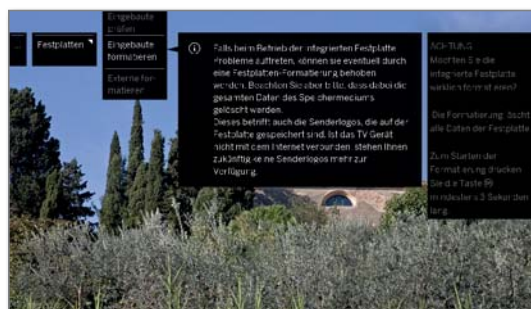 Festplatten
Eingebaute
prüfen
Eingebaute
formatieren
Externe for-
matieren
Falls beim Betrieb der integrierten Festplatte
Probleme auftreten, können sie eventuell durch
eine Festplatten-Formatierung behoben
werden. Beachten Sie aber bitte, dass dabei die
gesamten Daten des Speichermediums
gelöscht werden.
Dieses betrifft auch die Senderlogos, die auf der
Festplatte gespeichert sind. Ist das TV Gerät
nicht mit dem Internet verbunden, stehen Ihnen
zukünftig keine Senderlogos mehr zur
Verfügung.
ACHTUNG
Möchten Sie die
integrierte Festplatte
wirklich formatieren?
Die Formatierung löscht
alle Daten der Festplatte.
Zum Starten der
Formatierung drücken
Sie die Taste
mindestens 3 Sekunden
lang.